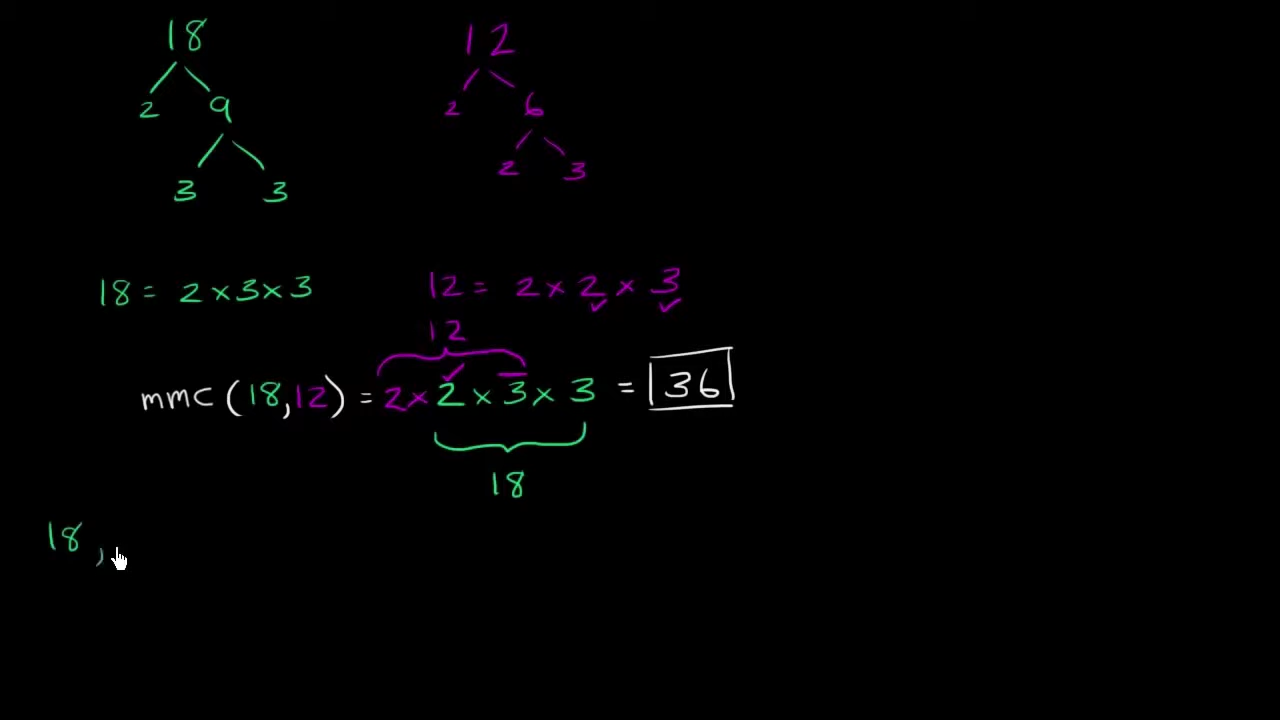 18 12
2 9 2 6
3 3 2 3
18 = 2 x 3 x 3 12 = 2 x 2 x 3
12
mmc (18,12) = 2 x 2 x 3 x 3 = 36
18
18 ,